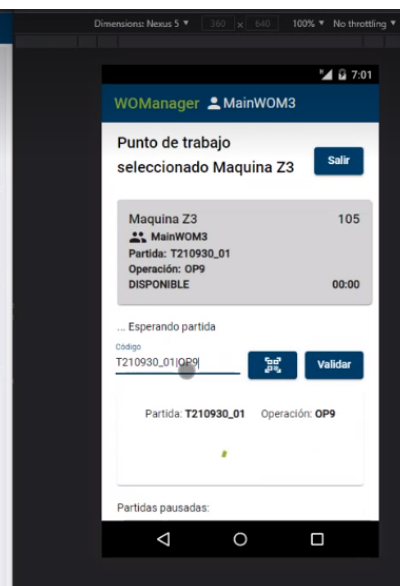 Dimensions: Nexus 5 ▼ 360 x 640 100% ▼ No throttling ▼
7:01
WOManager MainWOM3
Punto de trabajo
seleccionado Maquina Z3
Salir
Maquina Z3 105
MainWOM3
Partida: T210930_01
Operación: OP9
DISPONIBLE 00:00
... Esperando partida
Código
T210930_01|OP9
Validar
Partida: T210930_01 Operación: OP9
Partidas pausadas: